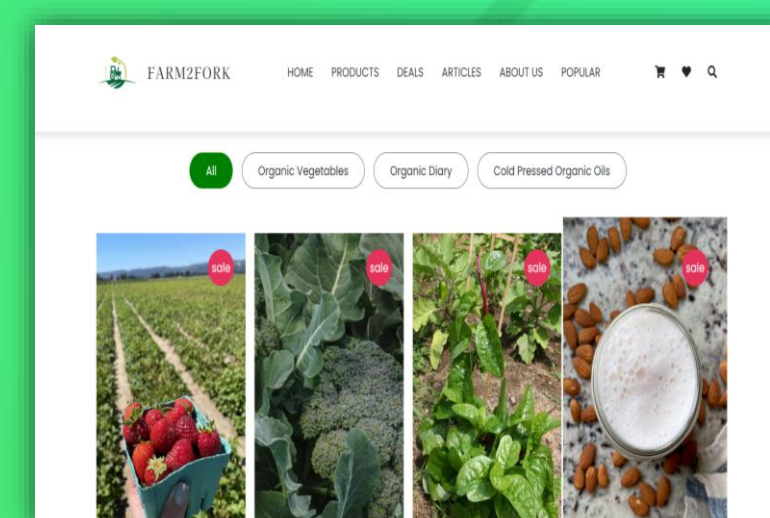 FARM2FORK HOME PRODUCTS DEALS ARTICLES ABOUT US POPULAR
All Organic Vegetables Organic Diary Cold Pressed Organic Oils
sale sale sale sale